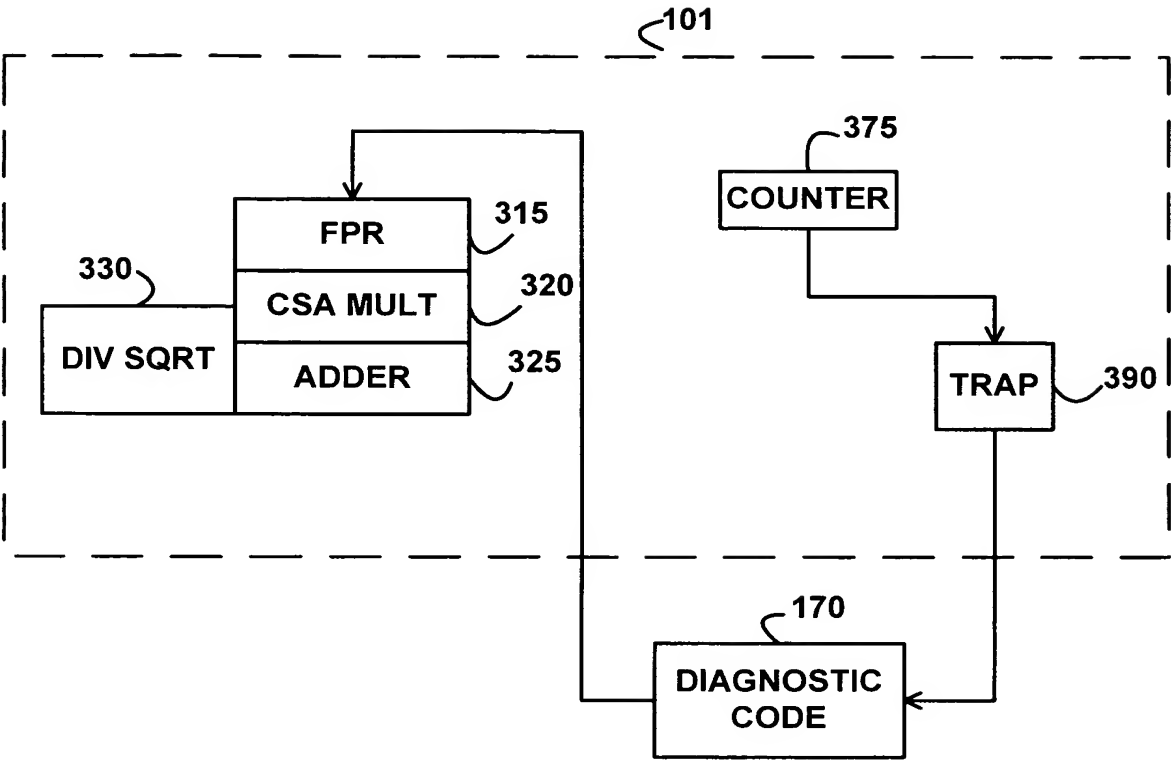 101
375
COUNTER
FPR
315
330
CSA MULT
320
DIV SQRT
ADDER
325
TRAP
390
170
DIAGNOSTIC
CODE